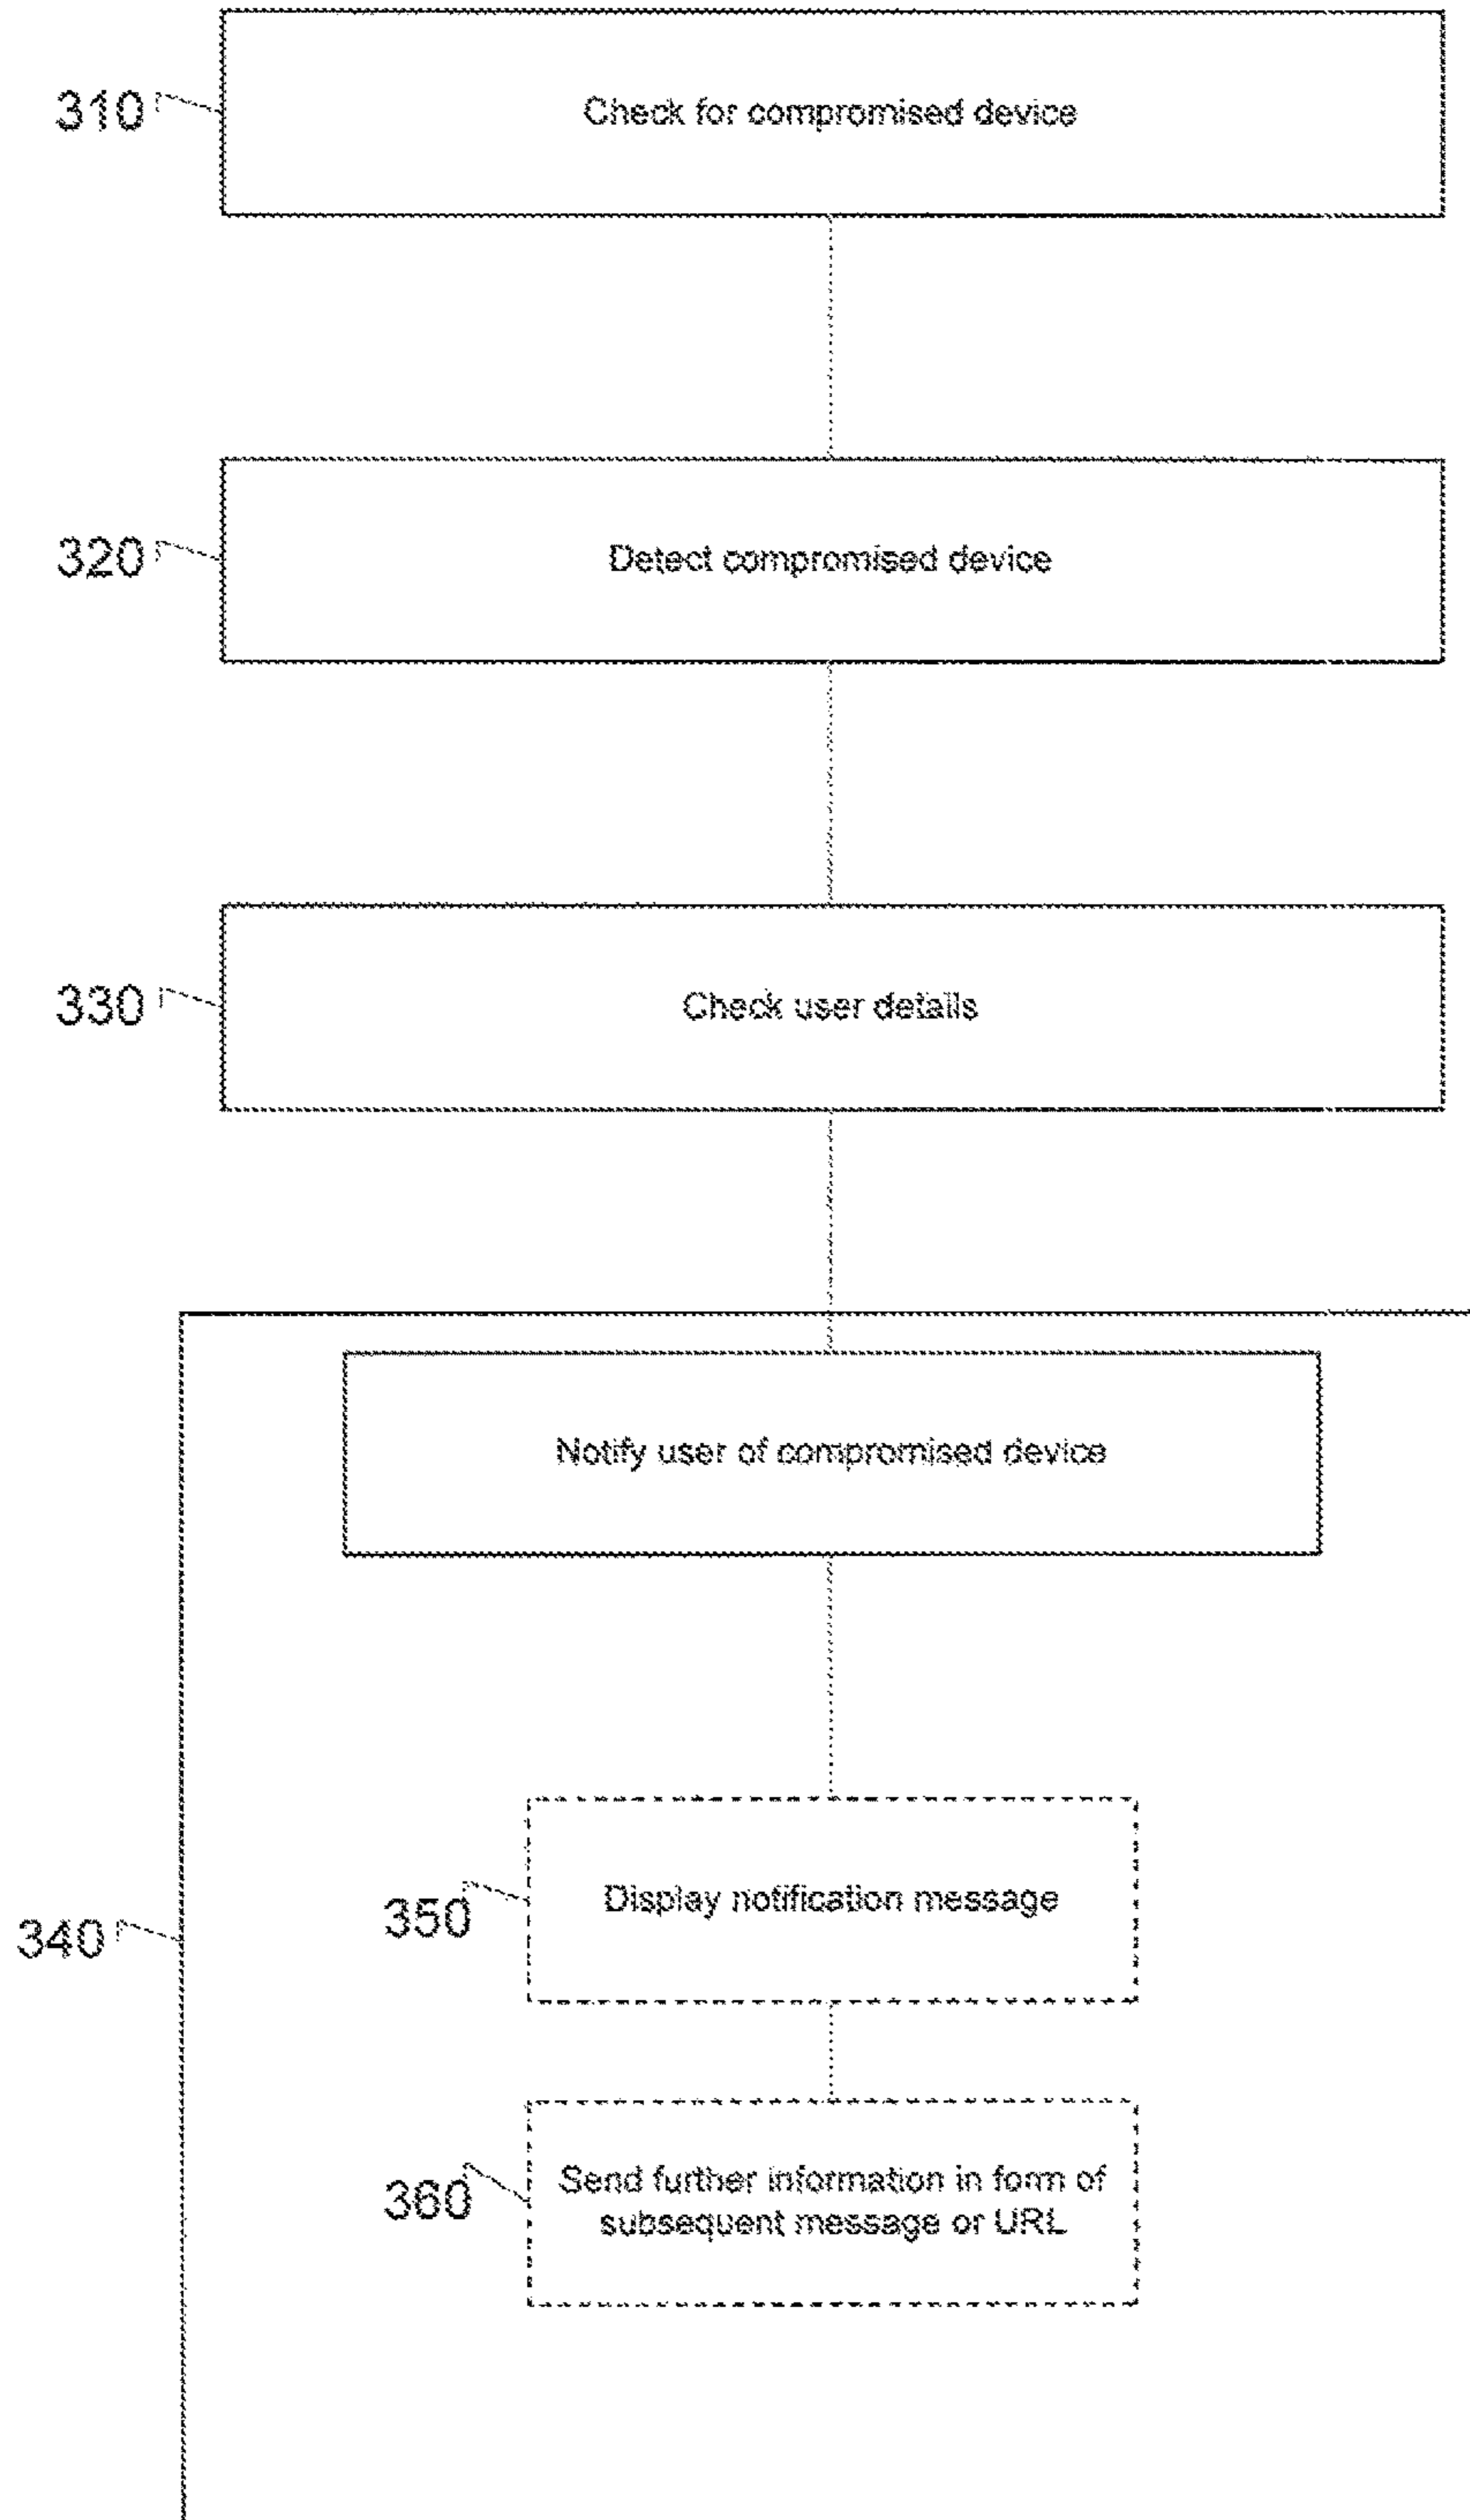 310
Check for compromised device
320
Detect compromised device
330
Check user details
Notify user of compromised device
350
Display notification message
340
360
Send further information in form of
subsequent message or URL